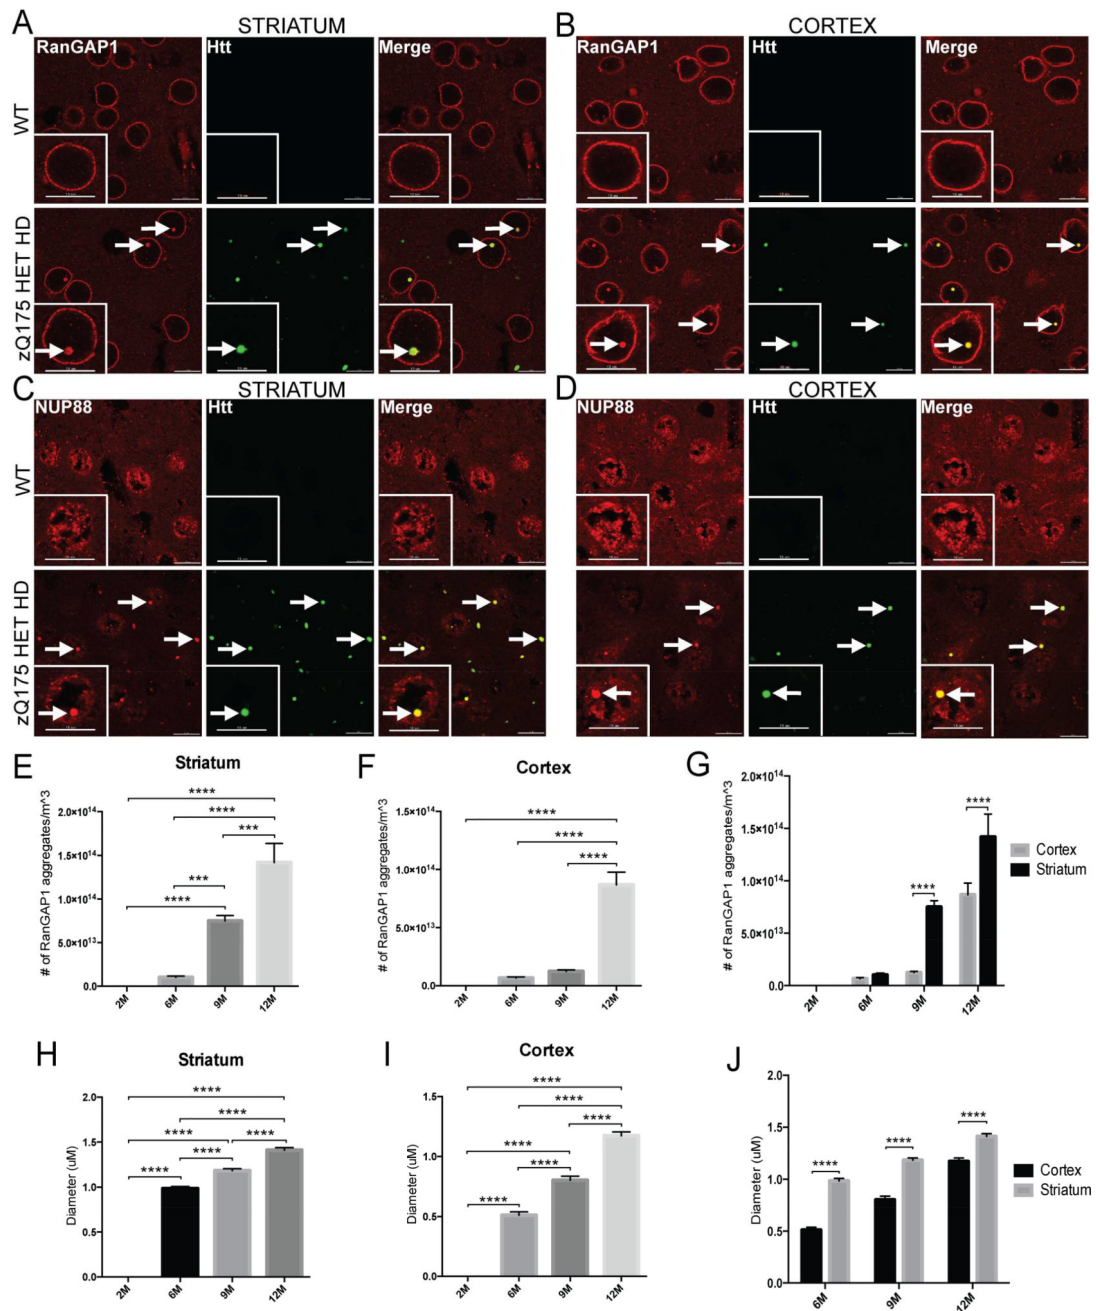 A STRIATUM
RanGAP1 Htt Merge
WT
zQ175 HET HD
B CORTEX
RanGAP1 Htt Merge
C STRIATUM
NUP88 Htt Merge
WT
zQ175 HET HD
D CORTEX
NUP88 Htt Merge
E Striatum
# of RanGAP1 aggregates/m^3
2.0×10^14
1.5×10^14
1.0×10^14
5.0×10^13
0.0
**** **** *** *** ****
2M 6M 9M 12M
F Cortex
# of RanGAP1 aggregates/m^3
1.5×10^14
1.0×10^14
5.0×10^13
0.0
**** **** ****
2M 6M 9M 12M
G
# of RanGAP1 aggregates/m^3
2.0×10^14
1.5×10^14
1.0×10^14
5.0×10^13
0.0
**** ****
2M 6M 9M 12M
Cortex
Striatum
H Striatum
Diameter (uM)
2.0
1.5
1.0
0.5
0.0
**** **** **** **** **** ****
2M 6M 9M 12M
I Cortex
Diameter (uM)
1.5
1.0
0.5
0.0
**** **** **** **** **** ****
2M 6M 9M 12M
J
Diameter (uM)
2.0
1.5
1.0
0.5
0.0
**** **** ****
6M 9M 12M
Cortex
Striatum